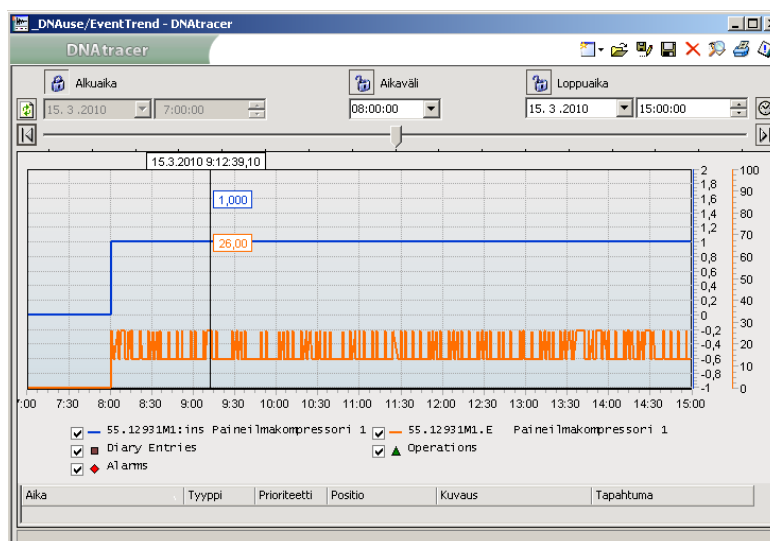 _DNAuse/EventTrend - DNAtracer
DNAtracer
Alkuaika Aikaväli Loppuaika
15. 3 .2010 7:00:00 08:00:00 15. 3 .2010 15:00:00
15.3.2010 9:12:39,10
1,000
26,00
2 100
1,8 90
1,6
1,4 80
1,2 70
1
0,8 60
0,6 50
0,4
0,2 40
0
-0,2 30
-0,4 20
-0,6
-0,8 10
-1 0
7:00 7:30 8:00 8:30 9:00 9:30 10:00 10:30 11:00 11:30 12:00 12:30 13:00 13:30 14:00 14:30 15:00
55.12931M1:ins Paineilmakompressori 1 55.12931M1.E Paineilmakompressori 1
Diary Entries Operations
Alarms
Aika Tyyppi Prioriteetti Positio Kuvaus Tapahtuma